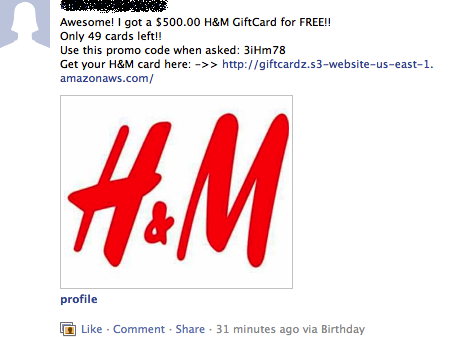 Awesome! I got a $500.00 H&M GiftCard for FREE!!
Only 49 cards left!!
Use this promo code when asked: 3iHm78
Get your H&M card here: ->> http://giftcardz.s3-website-us-east-1.
amazonaws.com/
H&M
profile
Like · Comment · Share · 31 minutes ago via Birthday